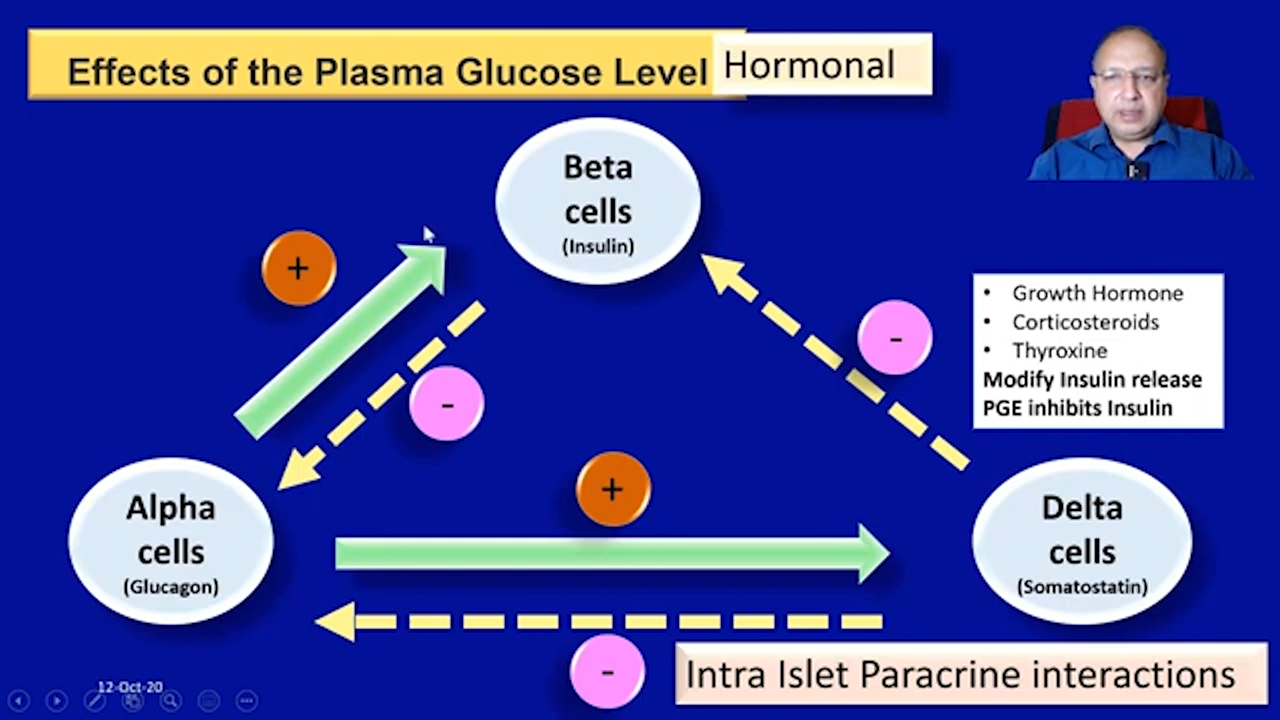 Effects of the Plasma Glucose Level
Hormonal
Beta
cells
(Insulin)
+
-
-
• Growth Hormone
• Corticosteroids
• Thyroxine
Modify Insulin release
PGE inhibits Insulin
+
Alpha
cells
(Glucagon)
Delta
cells
(Somatostatin)
-
Intra Islet Paracrine interactions
12-Oct-20